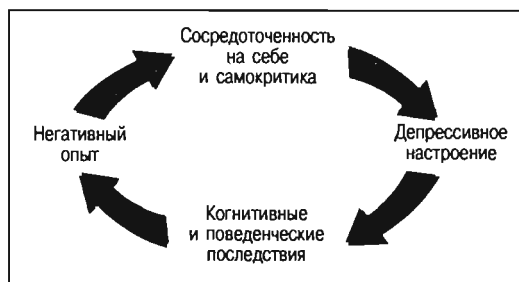 Сосредоточенность
на себе
и самокритика
Негативный
опыт
Депрессивное
настроение
Когнитивные
и поведенческие
последствия